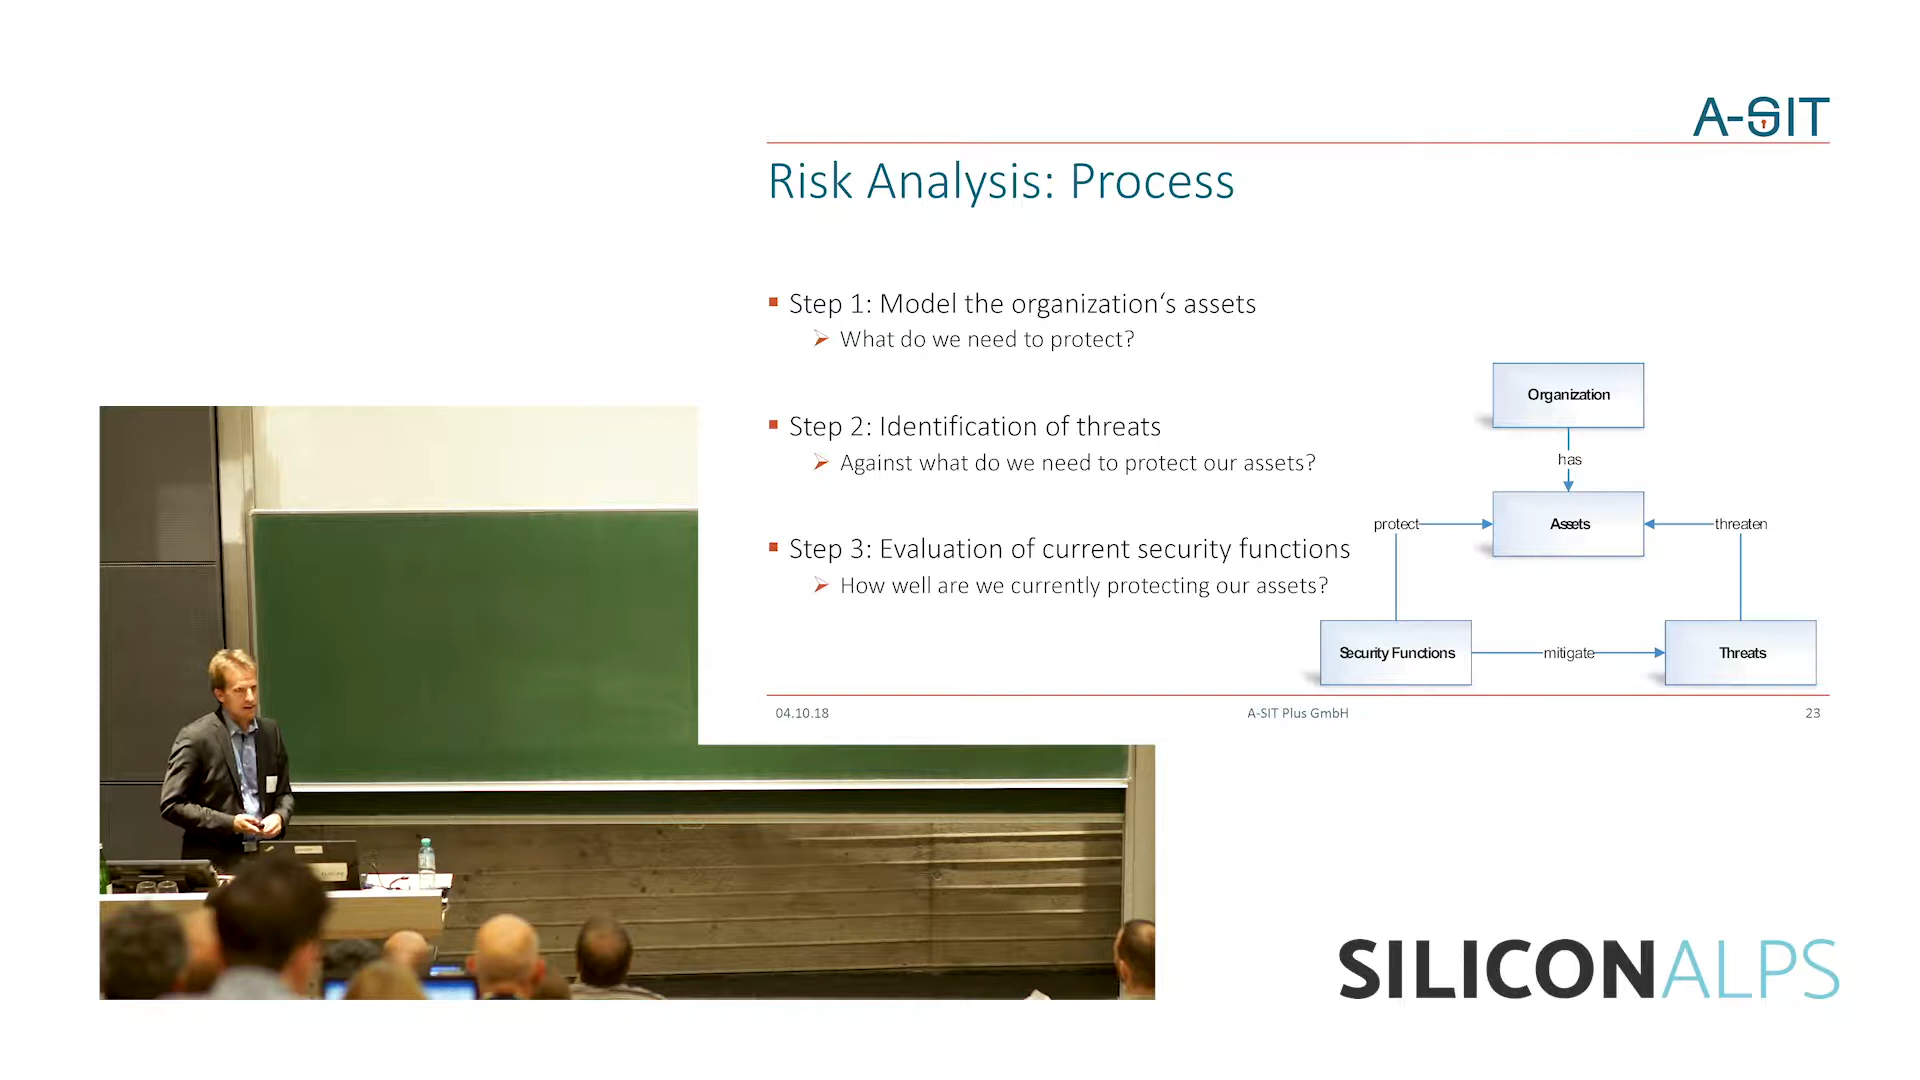 A-SIT
Risk Analysis: Process
Step 1: Model the organization‘s assets
What do we need to protect?
Step 2: Identification of threats
Against what do we need to protect our assets?
Step 3: Evaluation of current security functions
How well are we currently protecting our assets?
Organization
has
Assets
protect
threaten
Security Functions
mitigate
Threats
04.10.18
A-SIT Plus GmbH
23
SILICONALPS